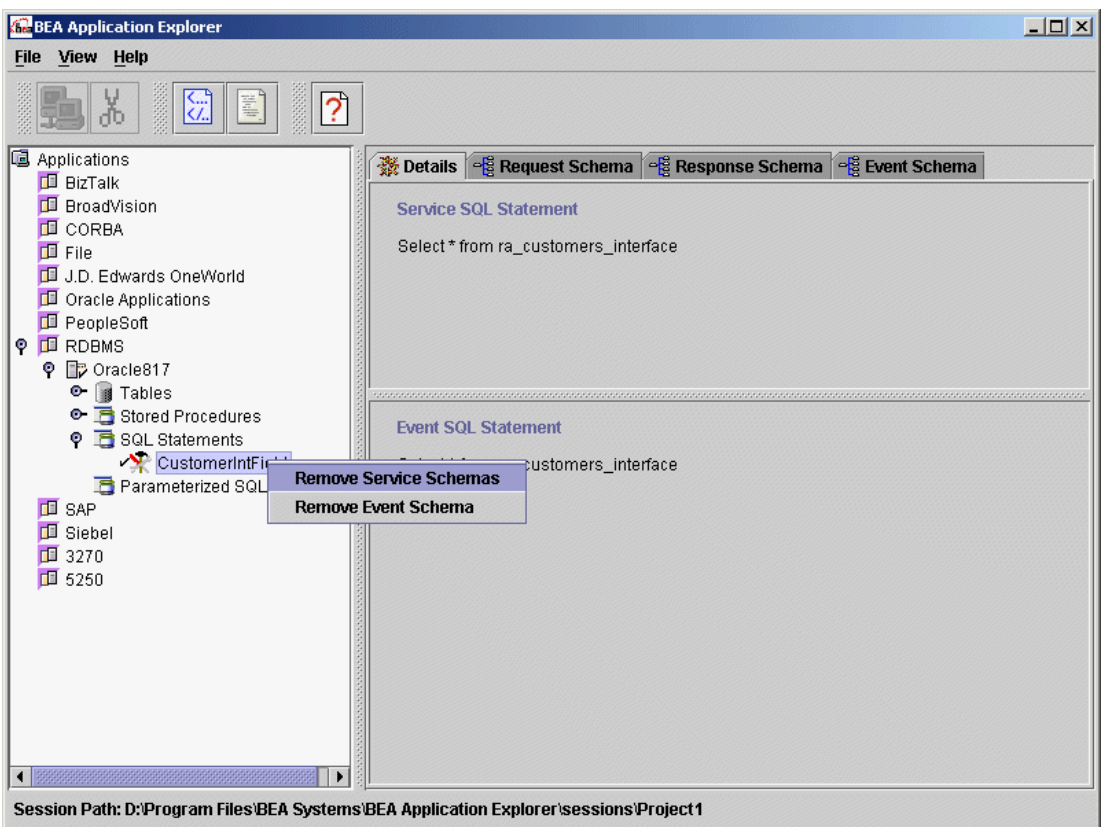 BEA Application Explorer
File View Help
Applications
BizTalk
BroadVision
CORBA
File
J.D. Edwards OneWorld
Oracle Applications
PeopleSoft
RDBMS
Oracle817
Tables
Stored Procedures
SQL Statements
CustomerIntField
Parameterized SQL
SAP
Siebel
3270
5250
Remove Service Schemas
Remove Event Schema
Details Request Schema Response Schema Event Schema
Service SQL Statement
Select * from ra_customers_interface
Event SQL Statement
customers_interface
Session Path: D:\Program Files\BEA Systems\BEA Application Explorer\sessions\Project1